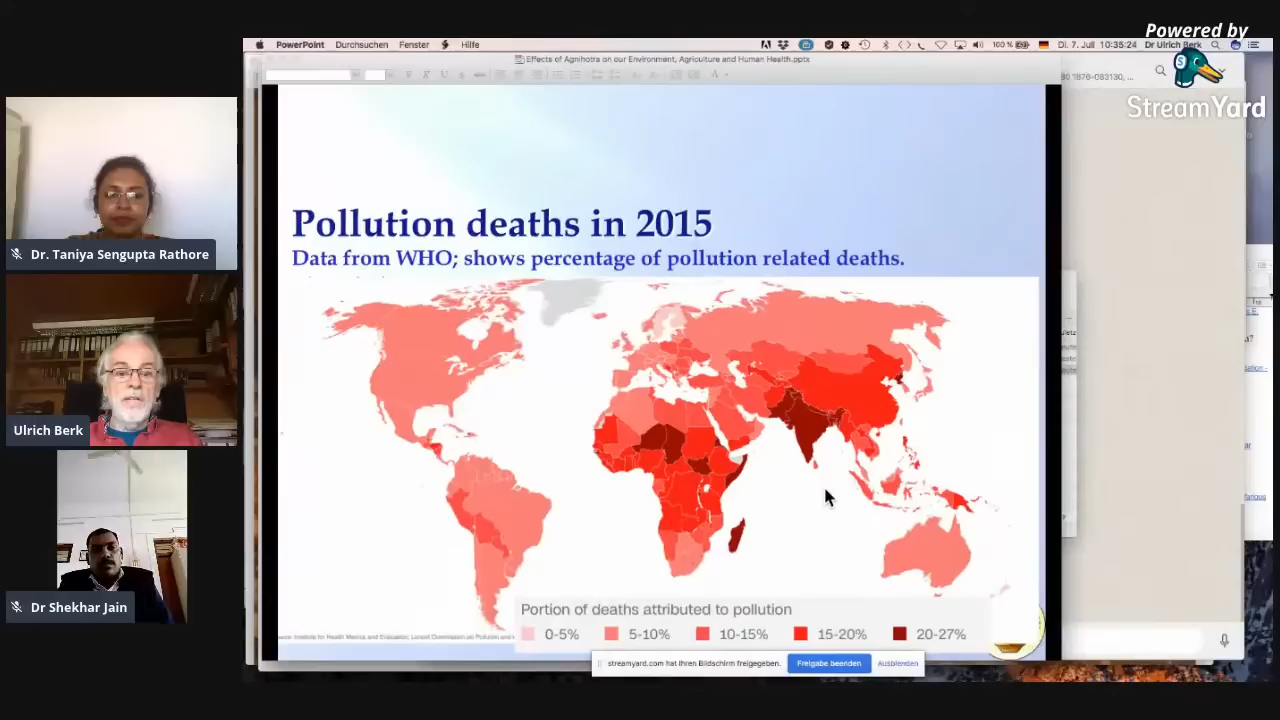 Powered by
StreamYard
PowerPoint Durchsuchen Fenster Hilfe
100 % Di. 7. Juli 10:35:24 Dr Ulrich Berk
Effects of Agnihotra on our Environment, Agriculture and Human Health.pptx
Pollution deaths in 2015
Data from WHO; shows percentage of pollution related deaths.
Portion of deaths attributed to pollution
0-5% 5-10% 10-15% 15-20% 20-27%
streamyard.com hat Ihren Bildschirm freigegeben. Freigabe beenden Ausblenden
Dr. Taniya Sengupta Rathore
Ulrich Berk
Dr Shekhar Jain